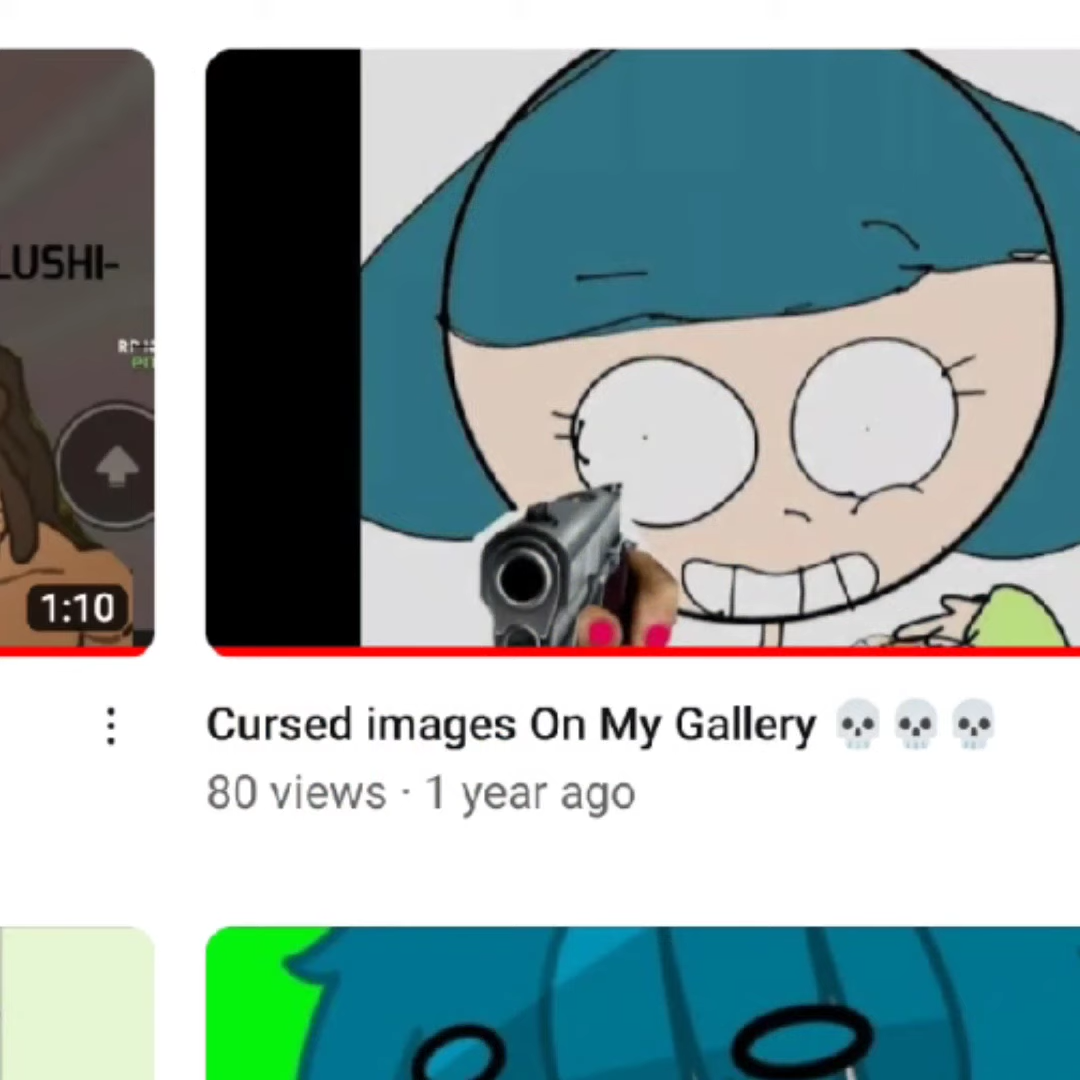 LUSHI-
1:10
Cursed images On My Gallery 💀💀💀
80 views · 1 year ago